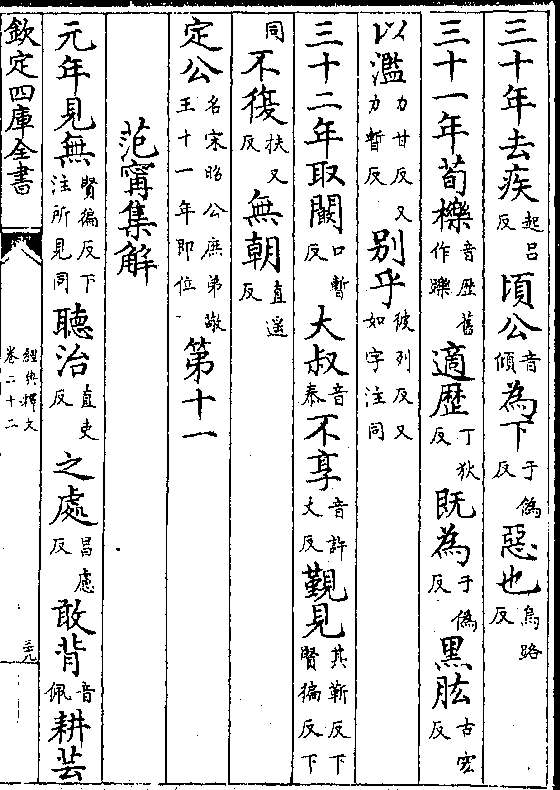 三十年去疾起吕反頃公音傾為下于偽反惡也烏路反
三十一年荀櫟音歴舊作躒適歴丁狄反既為于偽反黒肱古宏反
以濫力甘反又力暫反别乎彼列反又如字注同
三十二年取闞口暫反大叔音泰不享音許丈反覲見其靳反下賢徧反下
同不復扶又反無朝直遥反
定公名宋昭公庶弟敬王十一年即位第十一
范甯集解
元年見無賢徧反下注所見同聽治直吏反之處昌慮反敢背音佩耕芸
欽定四庫全書
經典釋文
卷二十二